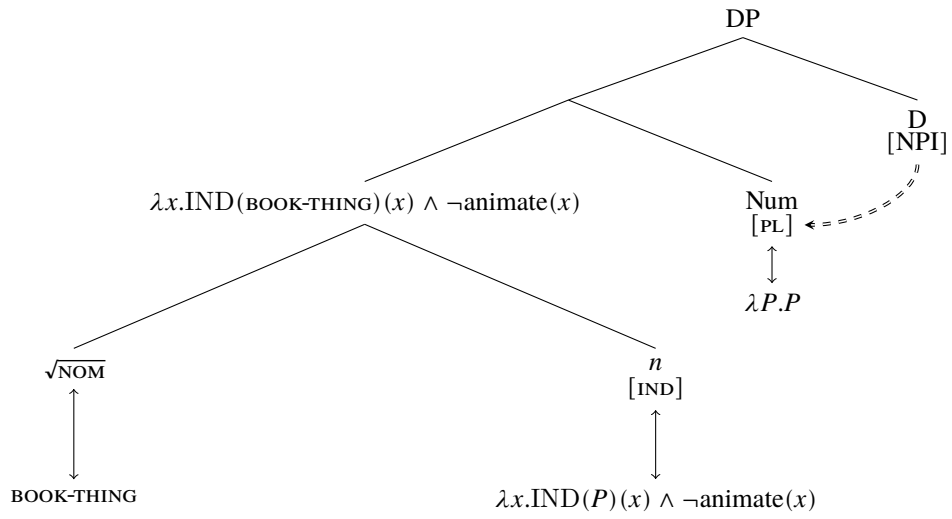 DP
D
[NPI]
λx.IND(BOOK-THING)(x) ∧ ¬animate(x)
Num
[PL]
λP.P
√NOM
n
[IND]
BOOK-THING
λx.IND(P)(x) ∧ ¬animate(x)